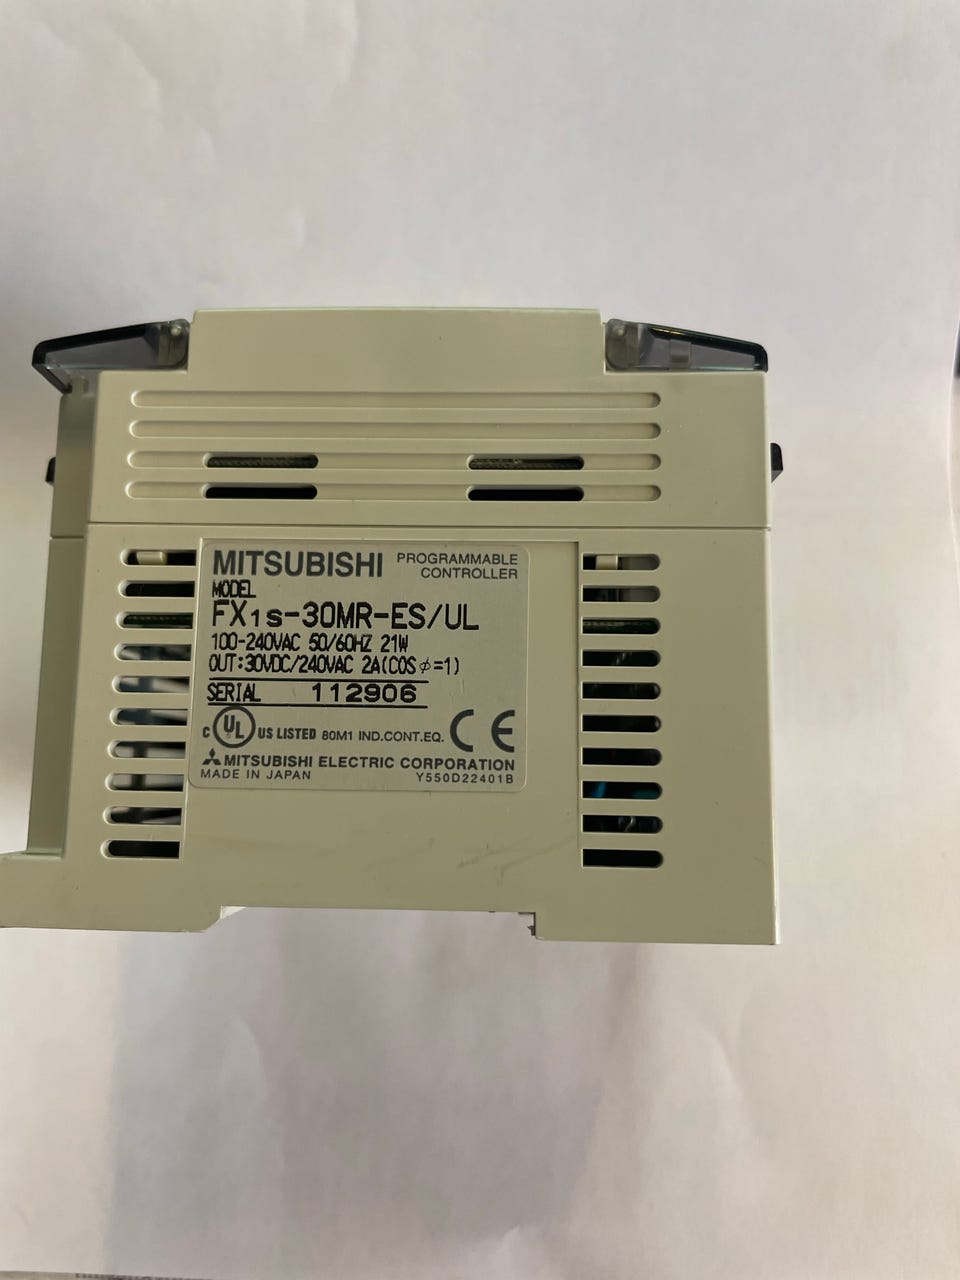 MITSUBISHI PROGRAMMABLE CONTROLLER
MODEL
FX1s-30MR-ES/UL
100-240VAC 50/60HZ 21W
OUT:30VDC/240VAC 2A(COSφ=1)
SERIAL 112906
c UL US LISTED 80M1 IND.CONT.EQ. CE
MITSUBISHI ELECTRIC CORPORATION
MADE IN JAPAN Y550D22401B